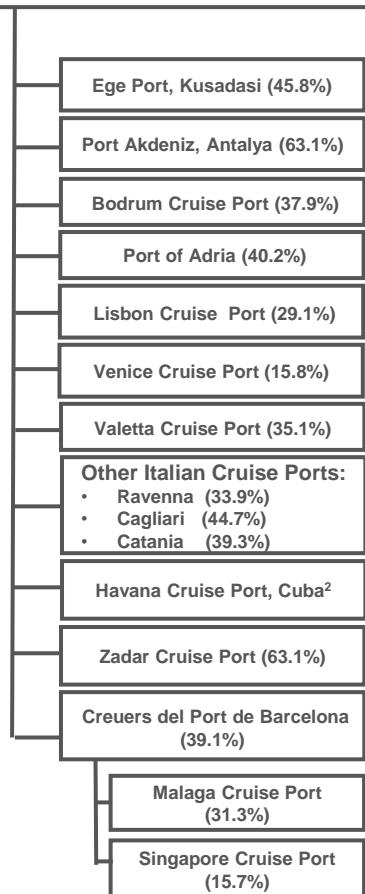 Ege Port, Kusadasi (45.8%)
Port Akdeniz, Antalya (63.1%)
Bodrum Cruise Port (37.9%)
Port of Adria (40.2%)
Lisbon Cruise Port (29.1%)
Venice Cruise Port (15.8%)
Valetta Cruise Port (35.1%)
Other Italian Cruise Ports:
• Ravenna (33.9%)
• Cagliari (44.7%)
• Catania (39.3%)
Havana Cruise Port, Cuba²
Zadar Cruise Port (63.1%)
Creuers del Port de Barcelona
(39.1%)
Malaga Cruise Port
(31.3%)
Singapore Cruise Port
(15.7%)